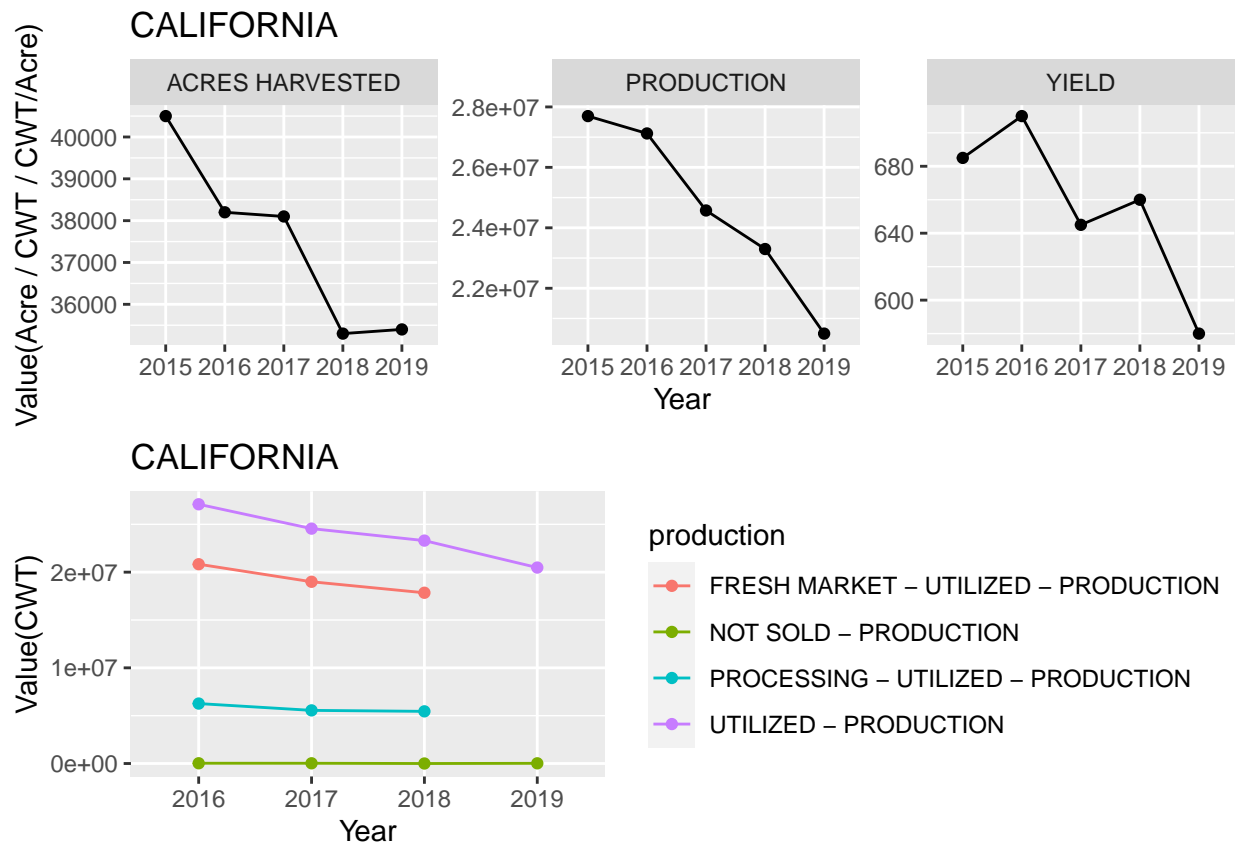 CALIFORNIA
Value(Acre / CWT / CWT/Acre)
ACRES HARVESTED
40000
39000
38000
37000
36000
2015 2016 2017 2018 2019
PRODUCTION
2.8e+07
2.6e+07
2.4e+07
2.2e+07
2015 2016 2017 2018 2019
YIELD
680
640
600
2015 2016 2017 2018 2019
Year
CALIFORNIA
Value(CWT)
2e+07
1e+07
0e+00
2016 2017 2018 2019
Year
production
FRESH MARKET − UTILIZED − PRODUCTION
NOT SOLD − PRODUCTION
PROCESSING − UTILIZED − PRODUCTION
UTILIZED − PRODUCTION